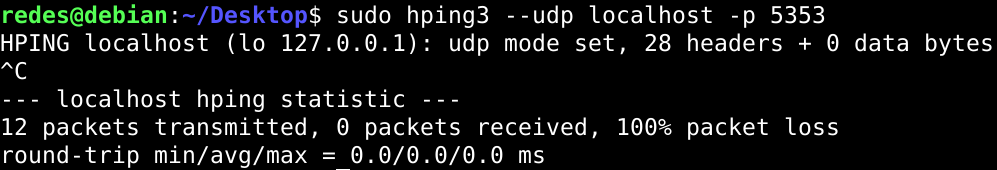 redes@debian:~/Desktop$ sudo hping3 --udp localhost -p 5353
HPING localhost (lo 127.0.0.1): udp mode set, 28 headers + 0 data bytes
^C
--- localhost hping statistic ---
12 packets transmitted, 0 packets received, 100% packet loss
round-trip min/avg/max = 0.0/0.0/0.0 ms